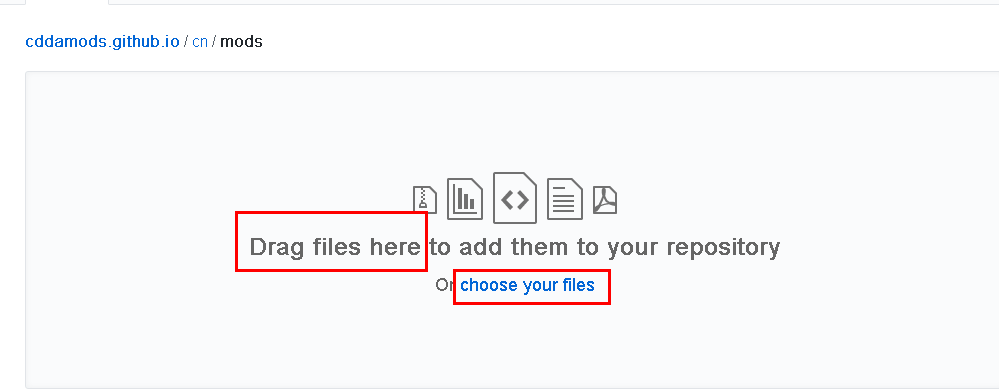 cddamods.github.io / cn / mods
Drag files here to add them to your repository
Or choose your files